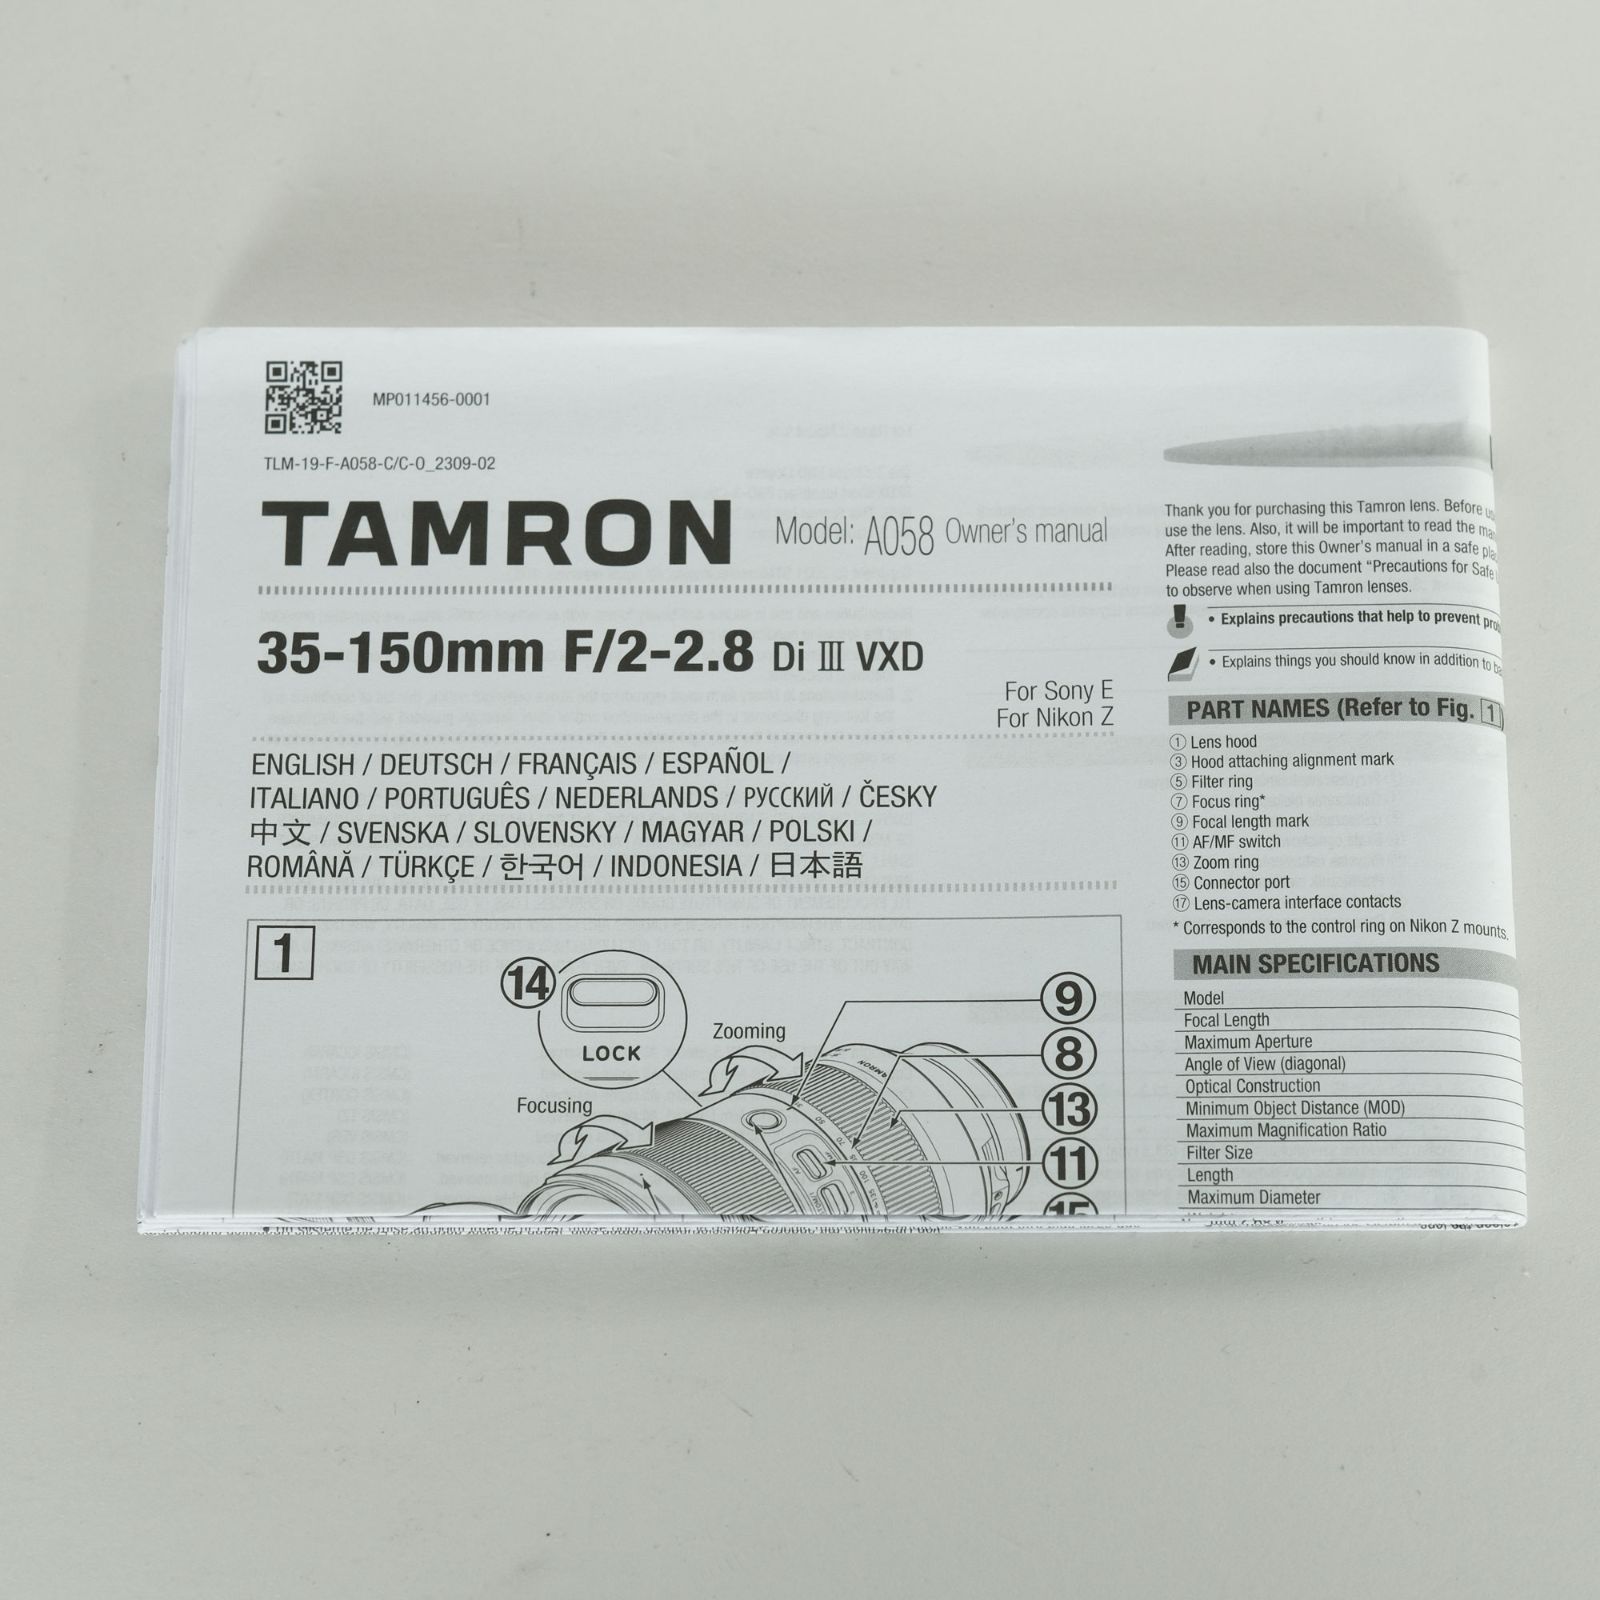 MP011456-0001
TLM-19-F-A058-C/C-O_2309-02
TAMRON Model: A058 Owner's manual
35-150mm F/2-2.8 Di III VXD
For Sony E
For Nikon Z
ENGLISH / DEUTSCH / FRANÇAIS / ESPAÑOL /
ITALIANO / PORTUGUÊS / NEDERLANDS / РУССКИЙ / ČESKY
中文 / SVENSKA / SLOVENSKY / MAGYAR / POLSKI /
ROMÂNĂ / TÜRKÇE / 한국어 / INDONESIA / 日本語
1
14
LOCK
Zooming
Focusing
TAMRON
9
8
13
11
15
Thank you for purchasing this Tamron lens. Before
use the lens. Also, it will be important to read the
After reading, store this Owner's manual in a safe
Please read also the document "Precautions for Safe
to observe when using Tamron lenses.
• Explains precautions that help to prevent
• Explains things you should know in addition to
PART NAMES (Refer to Fig. 1)
① Lens hood
③ Hood attaching alignment mark
⑤ Filter ring
⑦ Focus ring*
⑨ Focal length mark
⑪ AF/MF switch
⑬ Zoom ring
⑮ Connector port
⑰ Lens-camera interface contacts
* Corresponds to the control ring on Nikon Z mounts.
MAIN SPECIFICATIONS
Model
Focal Length
Maximum Aperture
Angle of View (diagonal)
Optical Construction
Minimum Object Distance (MOD)
Maximum Magnification Ratio
Filter Size
Length
Maximum Diameter